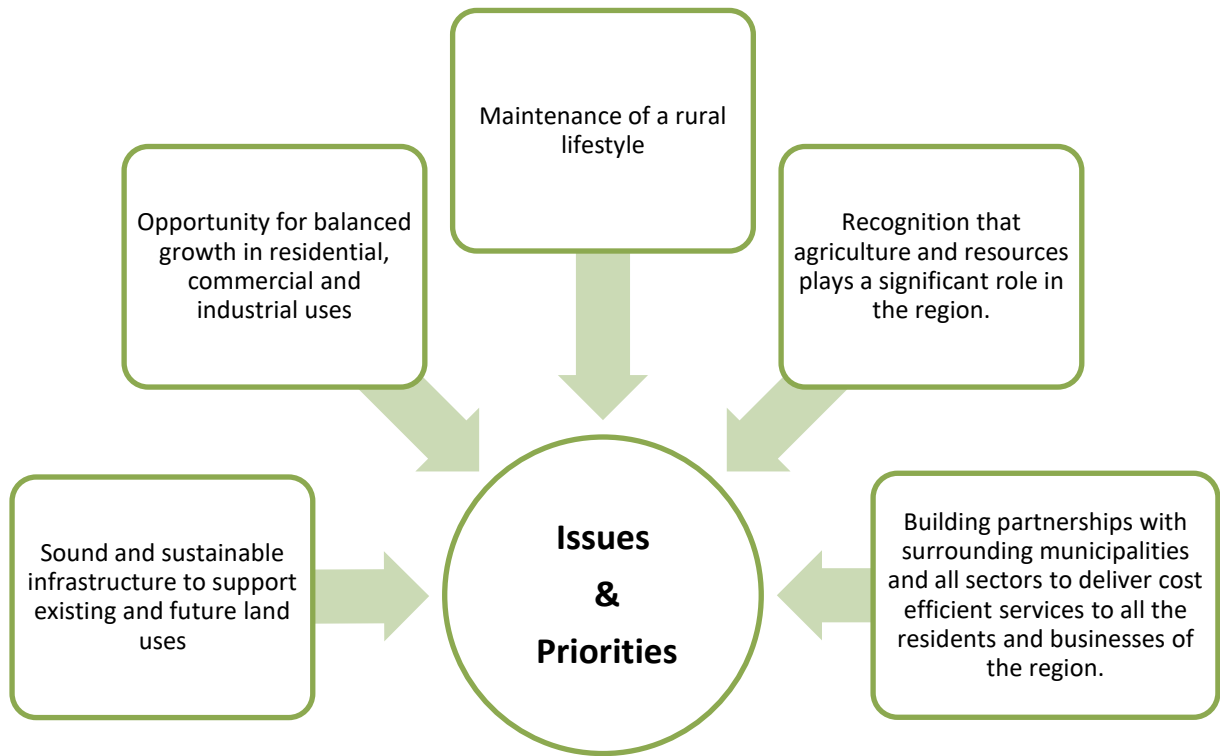 Maintenance of a rural
lifestyle
Opportunity for balanced
growth in residential,
commercial and
industrial uses
Recognition that
agriculture and resources
plays a significant role in
the region.
Sound and sustainable
infrastructure to support
existing and future land
uses
Issues
&
Priorities
Building partnerships with
surrounding municipalities
and all sectors to deliver cost
efficient services to all the
residents and businesses of
the region.